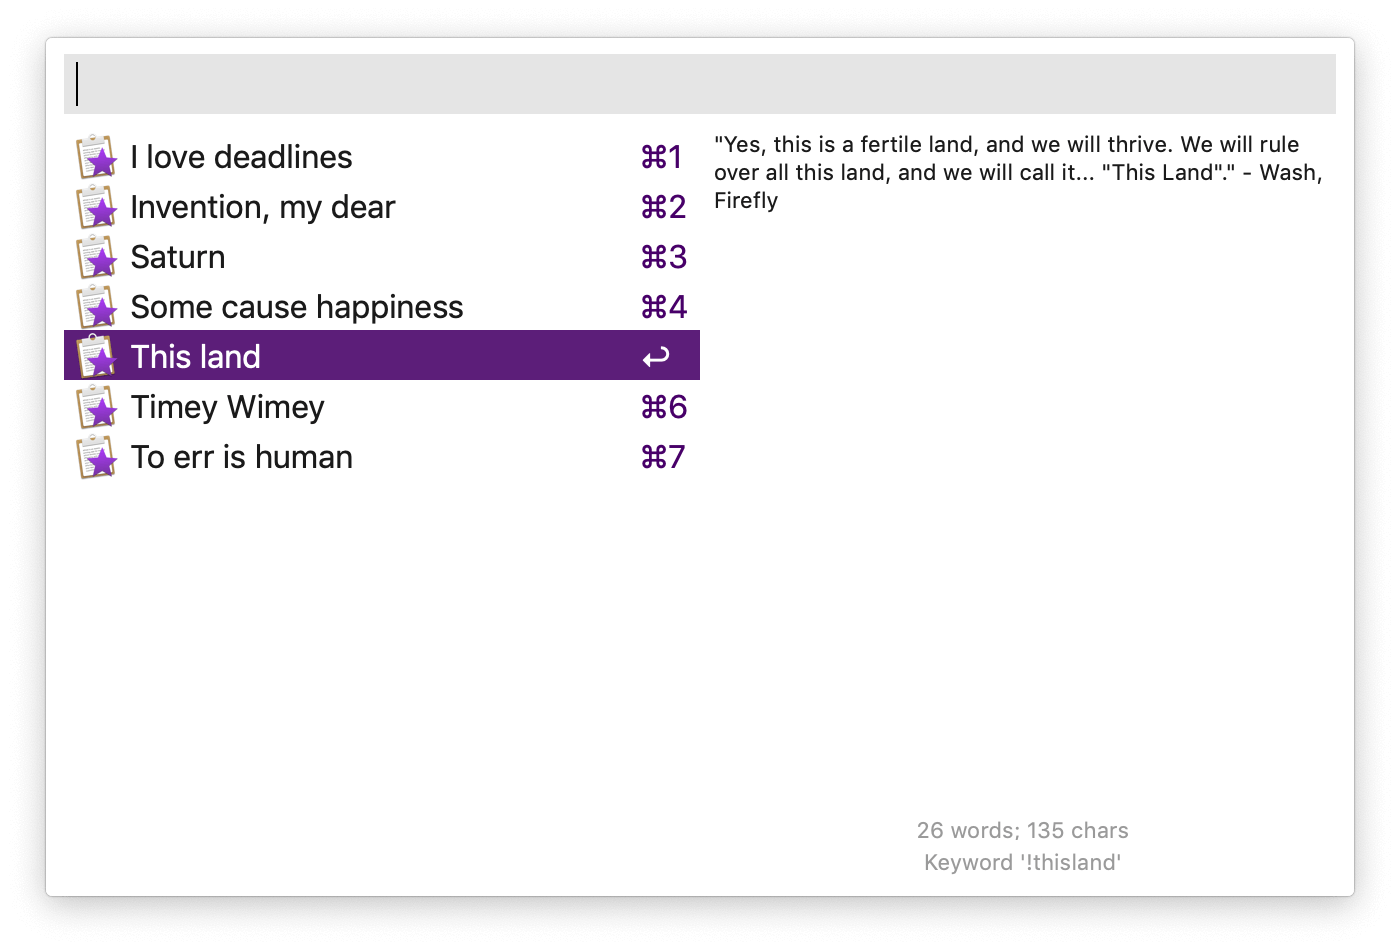 I love deadlines ⌘1
Invention, my dear ⌘2
Saturn ⌘3
Some cause happiness ⌘4
This land
Timey Wimey ⌘6
To err is human ⌘7
"Yes, this is a fertile land, and we will thrive. We will rule
over all this land, and we will call it... "This Land"." - Wash,
Firefly
26 words; 135 chars
Keyword '!thisland'